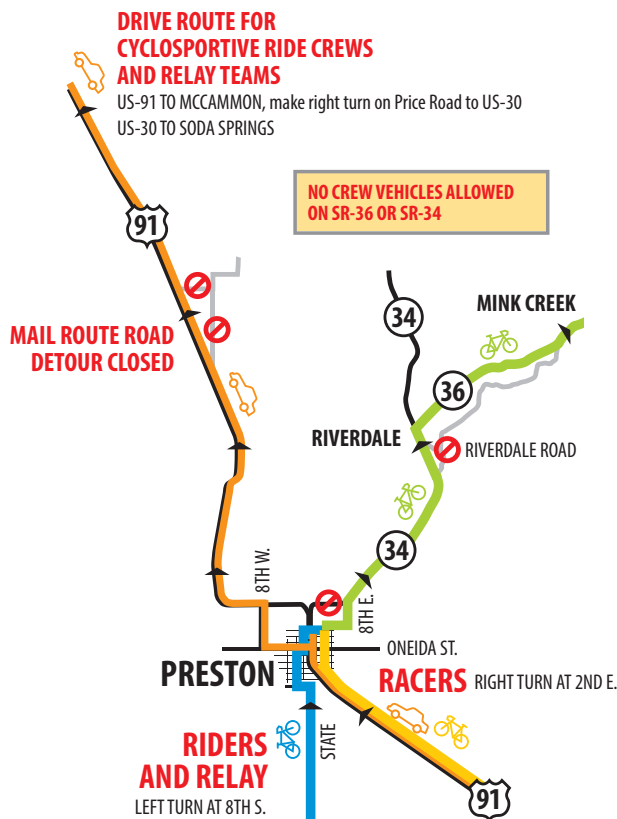 DRIVE ROUTE FOR
CYCLOSPORTIVE RIDE CREWS
AND RELAY TEAMS
US-91 TO MCCAMMON, make right turn on Price Road to US-30
US-30 TO SODA SPRINGS
NO CREW VEHICLES ALLOWED
ON SR-36 OR SR-34
91
34
MINK CREEK
MAIL ROUTE ROAD
DETOUR CLOSED
36
RIVERDALE
RIVERDALE ROAD
34
8TH W.
8TH E.
ONEIDA ST.
PRESTON
RACERS RIGHT TURN AT 2ND E.
STATE
RIDERS
AND RELAY
LEFT TURN AT 8TH S.
91